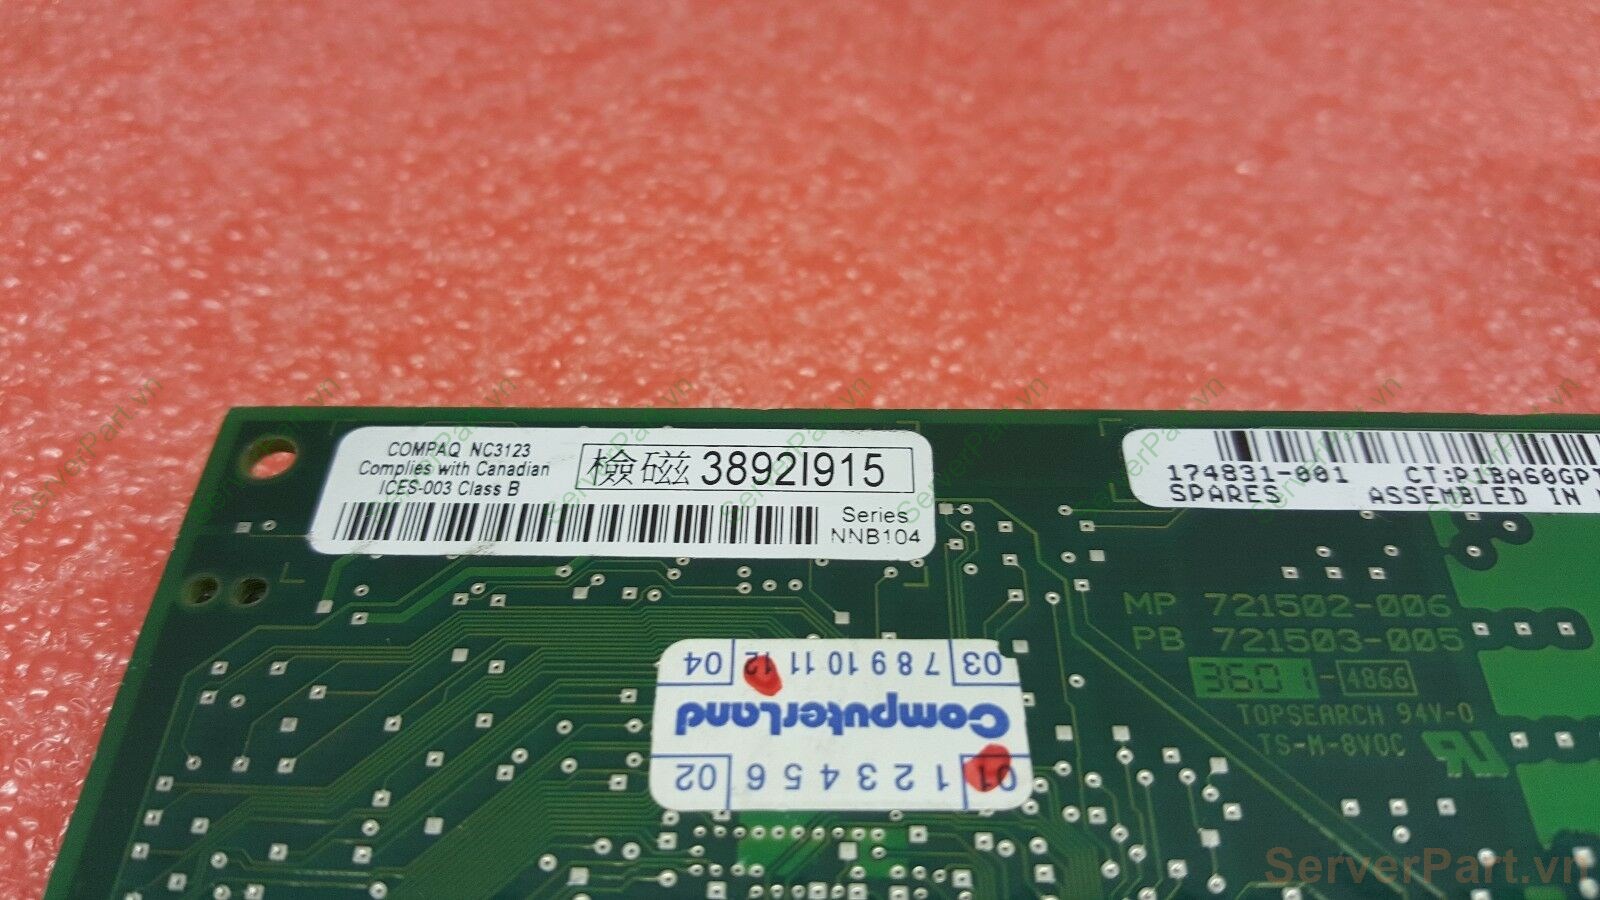 COMPAQ NC3123
Complies with Canadian
ICES-003 Class B
檢磁 3892I915
Series
NNB104
174831-001 CT:P1BA60GP
SPARES ASSEMBLED IN
MP 721502-006
PB 721503-005
3601-4866
TOPSEARCH 94V-0
TS-M-8V0C
01 1 2 3 4 5 6 02
ComputerLand
03 7 8 9 10 11 12 04
ServerPart.vn